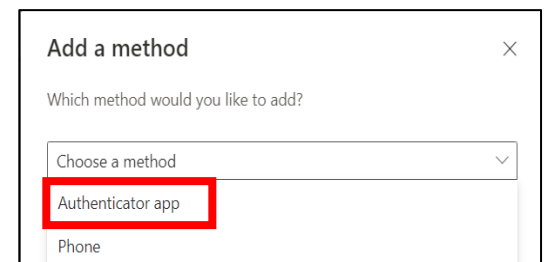 Add a method
Which method would you like to add?
Choose a method
Authenticator app
Phone